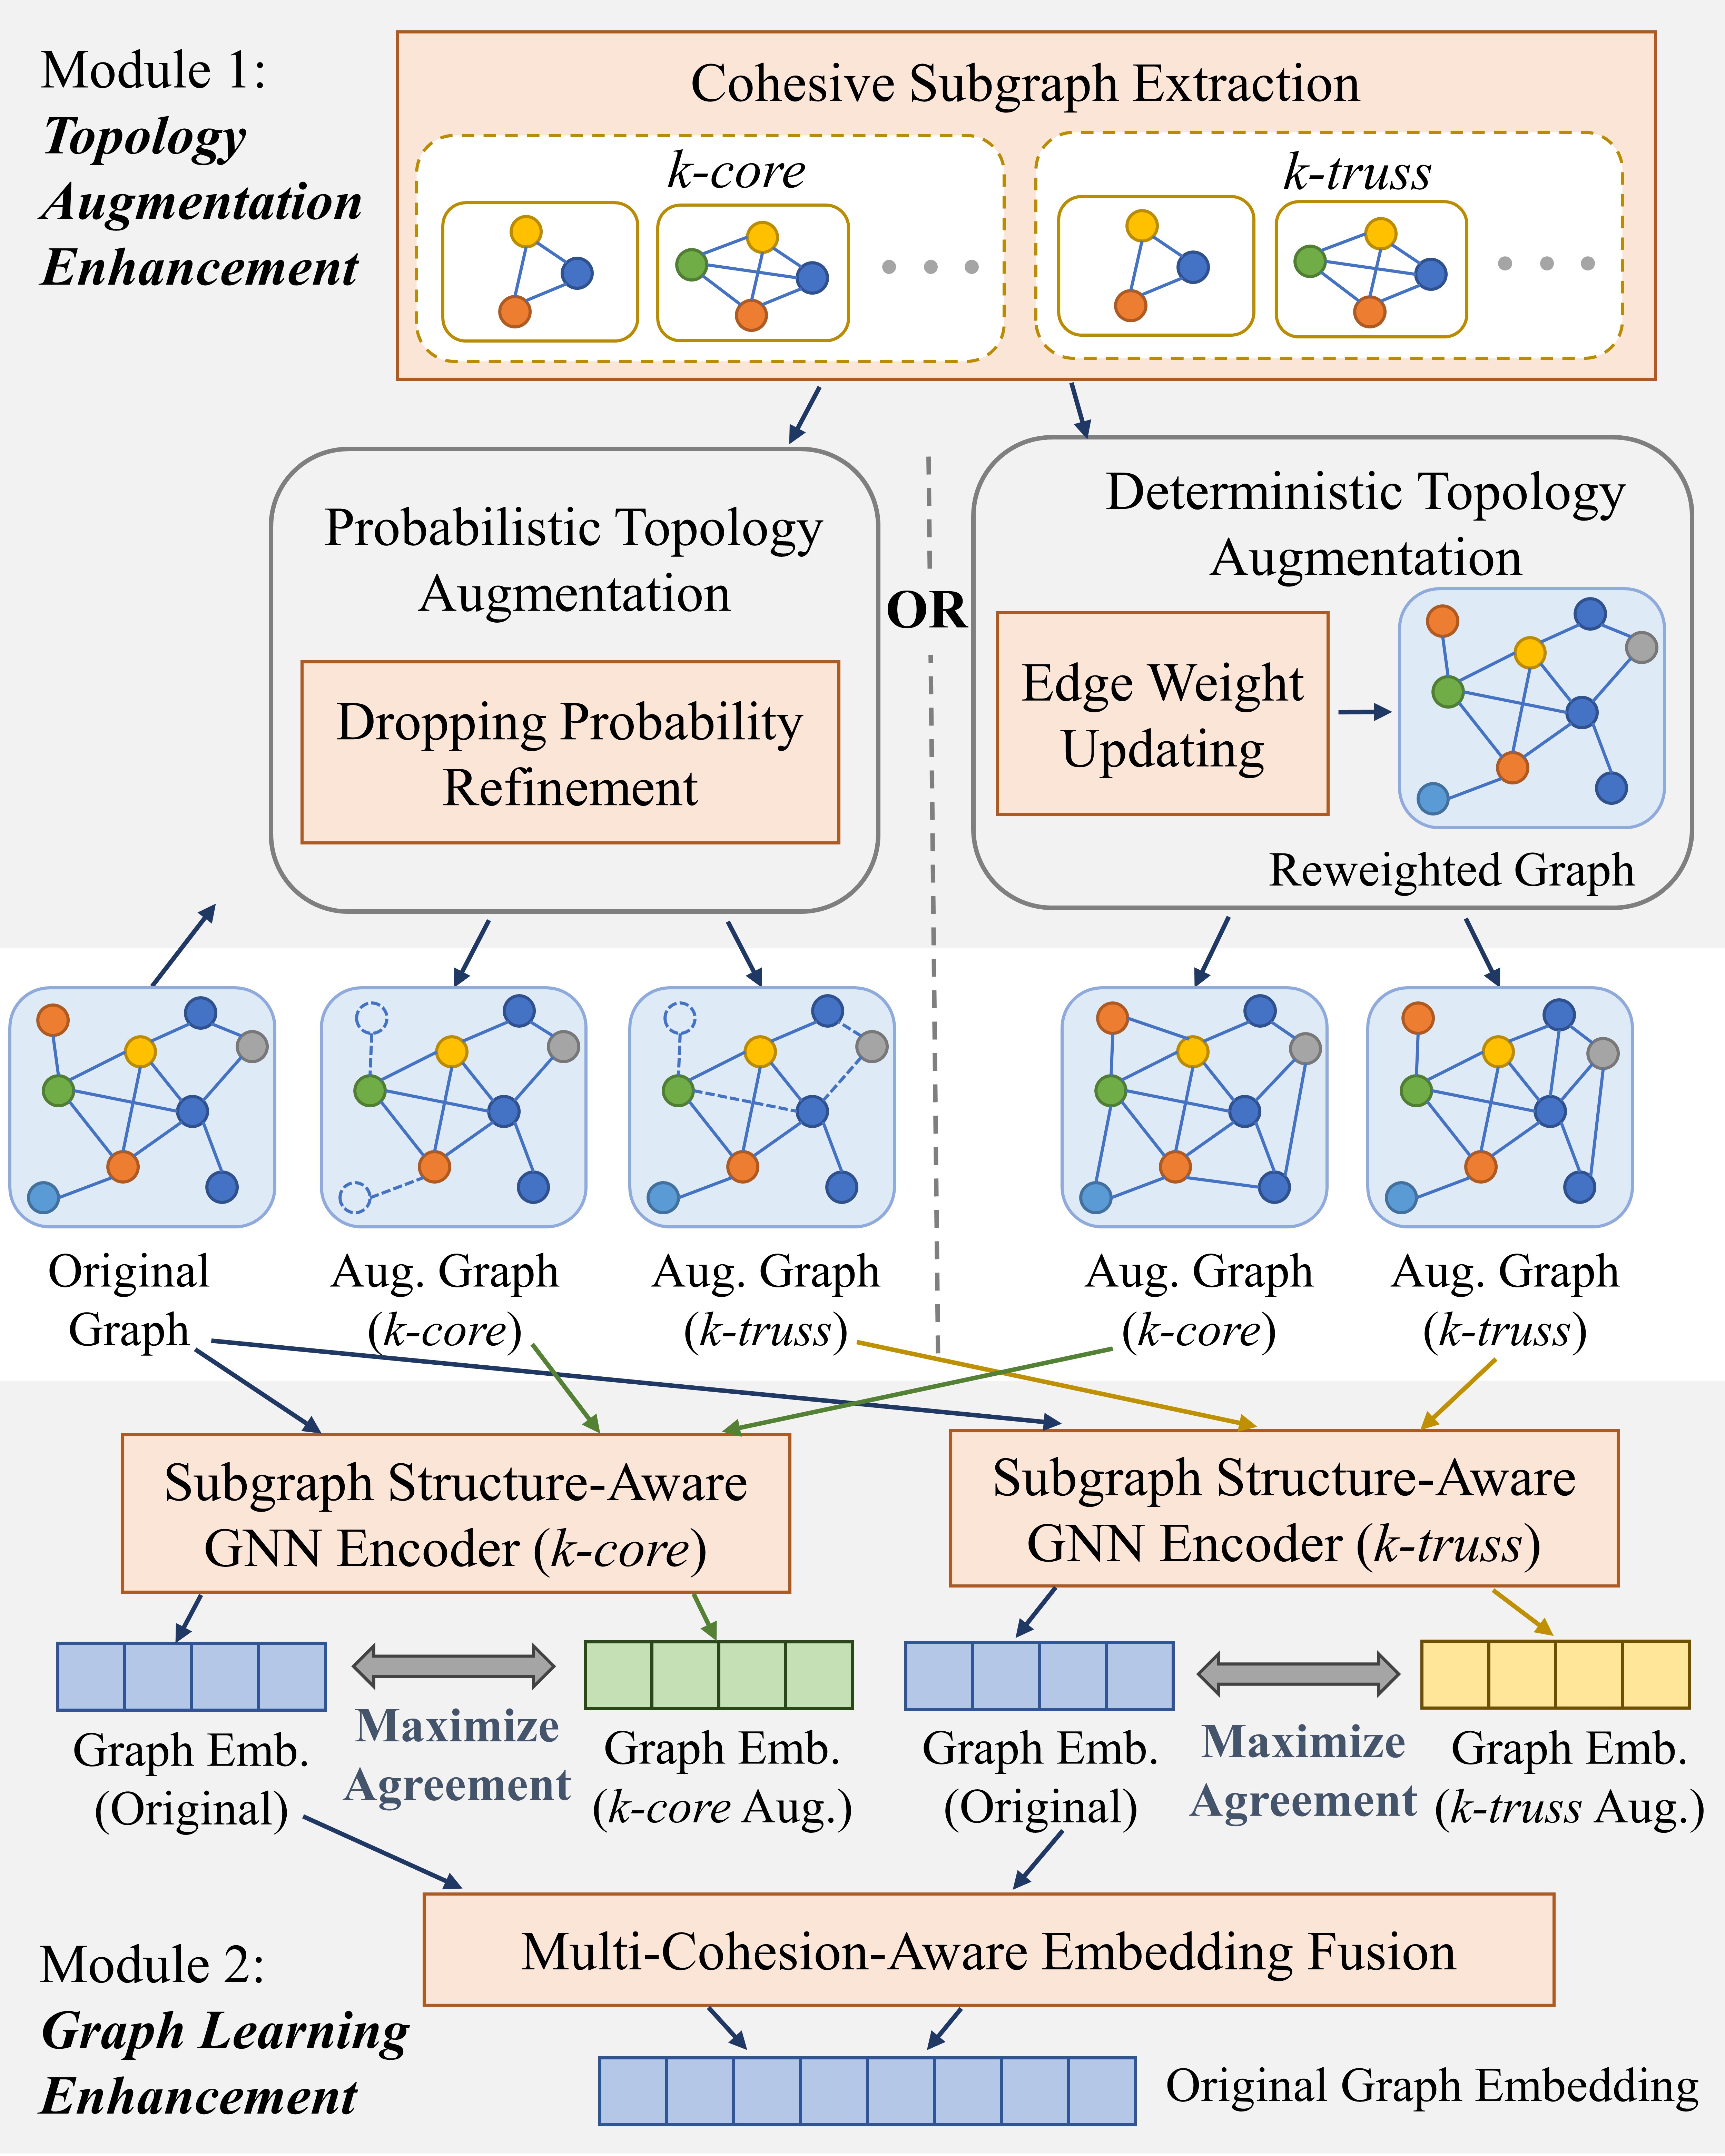 Module 1:
Topology
Augmentation
Enhancement
Cohesive Subgraph Extraction
k-core
k-truss
Probabilistic Topology
Augmentation
Dropping Probability
Refinement
OR
Deterministic Topology
Augmentation
Edge Weight
Updating
Reweighted Graph
Original
Graph
Aug. Graph
(k-core)
Aug. Graph
(k-truss)
Aug. Graph
(k-core)
Aug. Graph
(k-truss)
Subgraph Structure-Aware
GNN Encoder (k-core)
Subgraph Structure-Aware
GNN Encoder (k-truss)
Graph Emb.
(Original)
Maximize
Agreement
Graph Emb.
(k-core Aug.)
Graph Emb.
(Original)
Maximize
Agreement
Graph Emb.
(k-truss Aug.)
Multi-Cohesion-Aware Embedding Fusion
Module 2:
Graph Learning
Enhancement
Original Graph Embedding